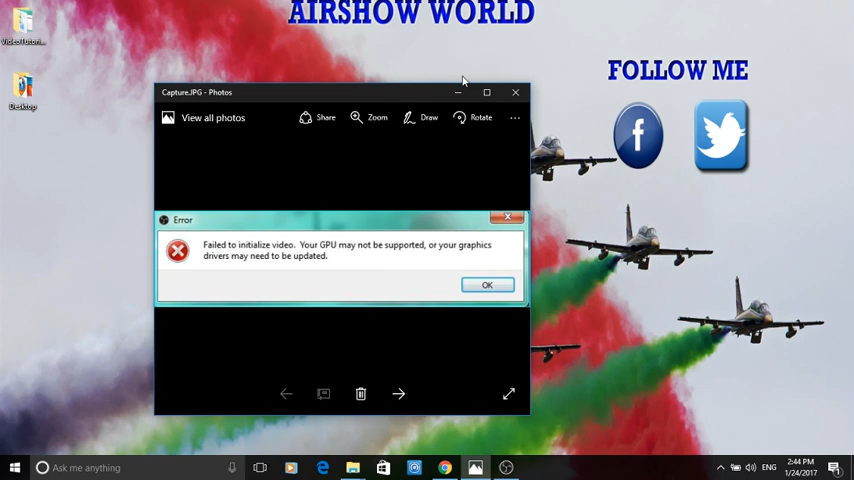 AIRSHOW WORLD
VideoTutori...
FOLLOW ME
Desktop
Capture.JPG - Photos
View all photos
Share
Zoom
Draw
Rotate
Error
Failed to initialize video. Your GPU may not be supported, or your graphics
drivers may need to be updated.
OK
Ask me anything
ENG
2:44 PM
1/24/2017
1